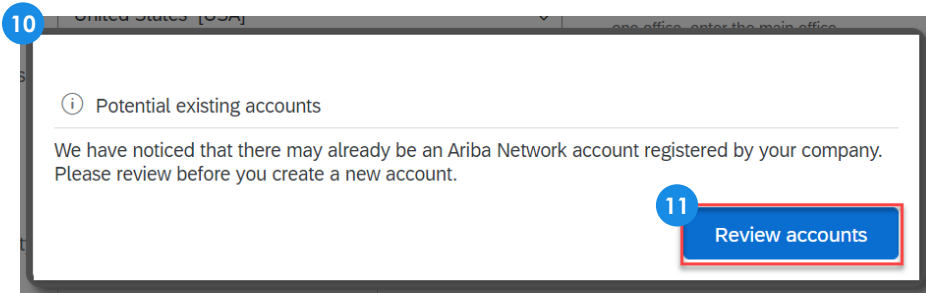 10
United States [USA]
one office, enter the main office
s
Potential existing accounts
We have noticed that there may already be an Ariba Network account registered by your company.
Please review before you create a new account.
11
Review accounts
t